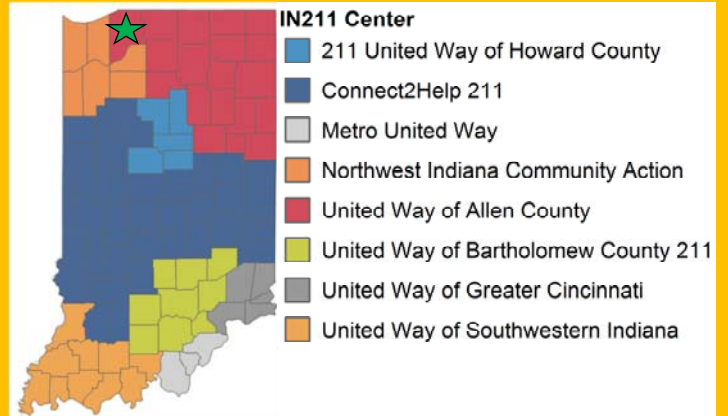 IN211 Center
211 United Way of Howard County
Connect2Help 211
Metro United Way
Northwest Indiana Community Action
United Way of Allen County
United Way of Bartholomew County 211
United Way of Greater Cincinnati
United Way of Southwestern Indiana